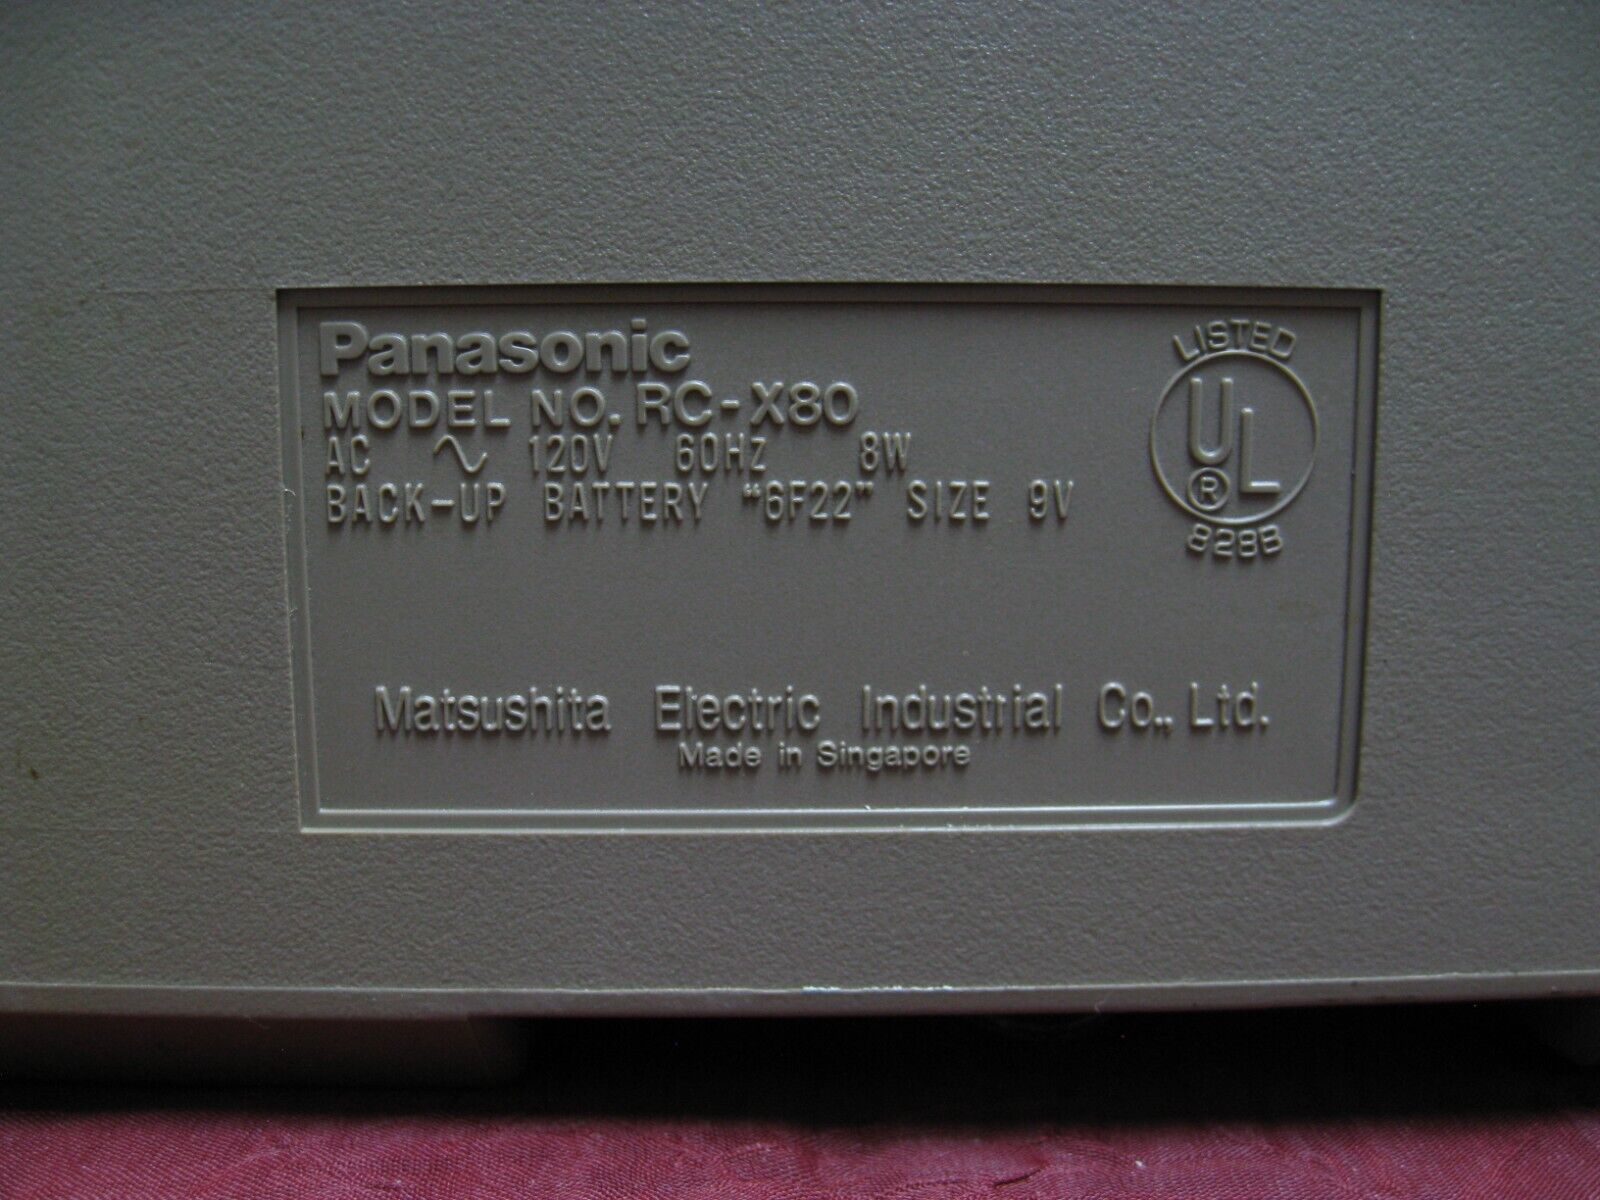 Panasonic
MODEL NO. RC-X80
AC ∿ 120V 60Hz 8W
BACK-UP BATTERY "6F22" SIZE 9V
LISTED
UL
®
82BB
Matsushita Electric Industrial Co., Ltd.
Made in Singapore